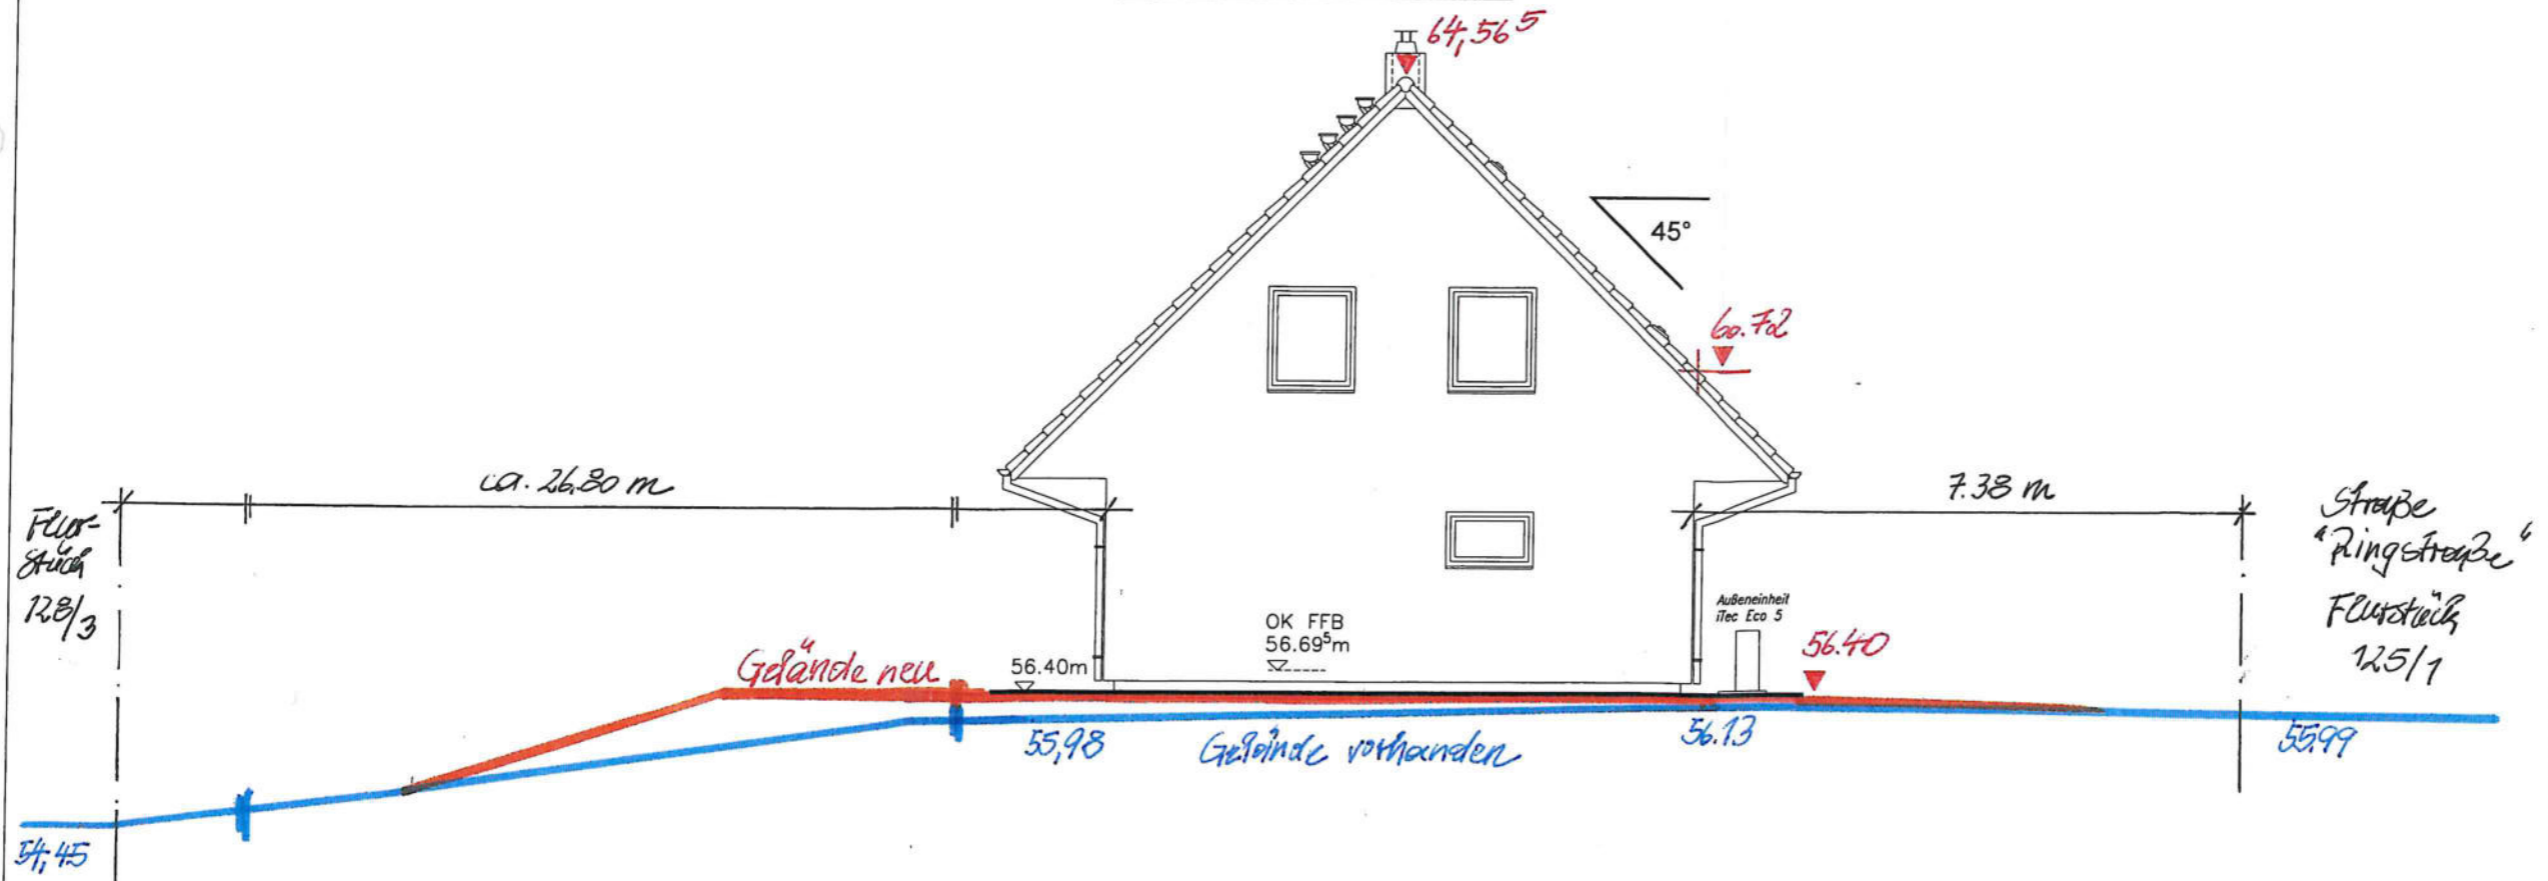 64,56⁵
45°
60.72
ca. 26.80 m
7.38 m
Flur-
stück
128/3
Straße
"Ringstraße"
Flurstück
125/1
Außeneinheit
iTec Eco 5
OK FFB
56.69⁵m
56.40m
56.40
Gelände neu
55,98
Gelände vorhanden
56.13
55.99
54,45